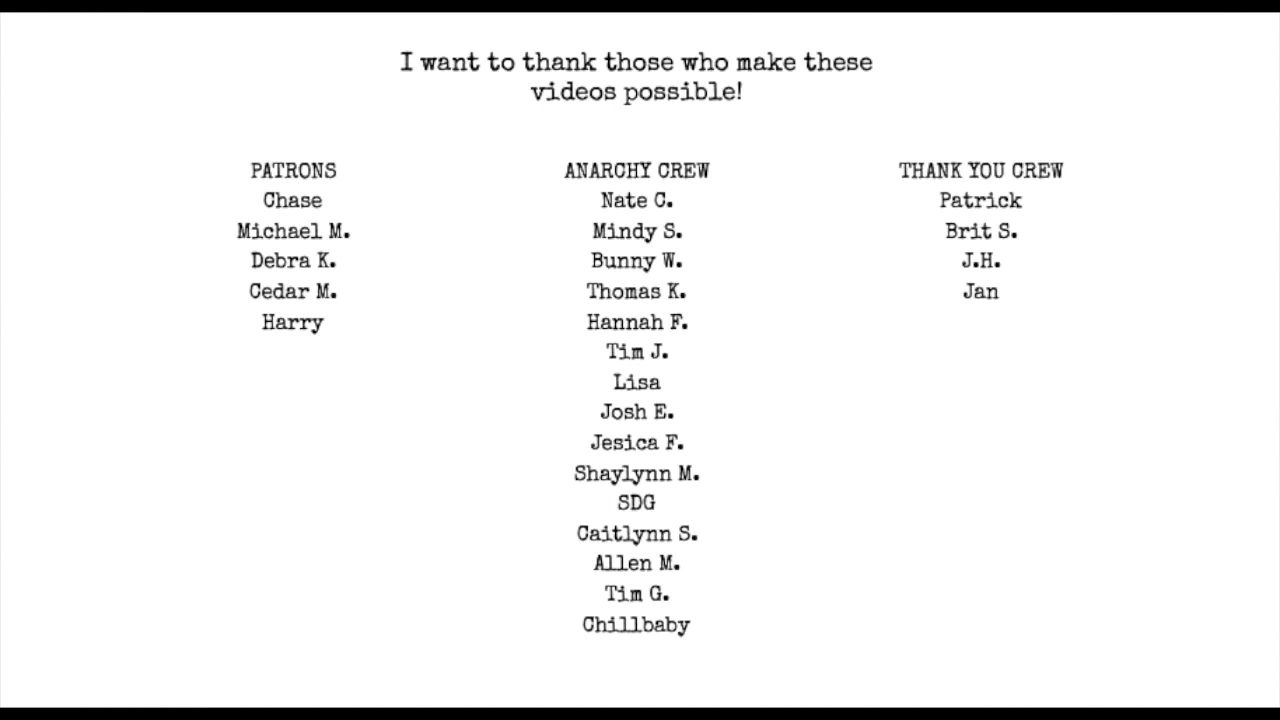 I want to thank those who make these
videos possible!
PATRONS
Chase
Michael M.
Debra K.
Cedar M.
Harry
ANARCHY CREW
Nate C.
Mindy S.
Bunny W.
Thomas K.
Hannah F.
Tim J.
Lisa
Josh E.
Jesica F.
Shaylynn M.
SDG
Caitlynn S.
Allen M.
Tim G.
Chillbaby
THANK YOU CREW
Patrick
Brit S.
J.H.
Jan